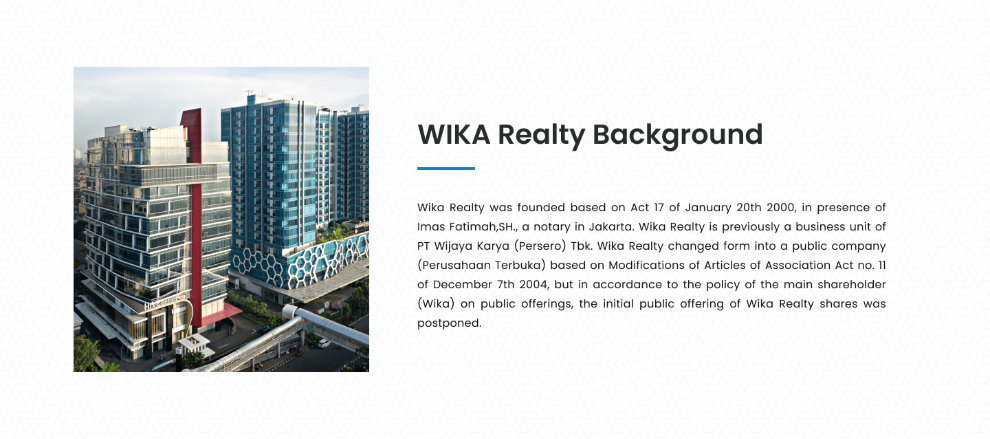 WIKA Realty Background
Wika Realty was founded based on Act 17 of January 20th 2000, in presence of
Imas Fatimah,SH., a notary in Jakarta. Wika Realty is previously a business unit of
PT Wijaya Karya (Persero) Tbk. Wika Realty changed form into a public company
(Perusahaan Terbuka) based on Modifications of Articles of Association Act no. 11
of December 7th 2004, but in accordance to the policy of the main shareholder
(Wika) on public offerings, the initial public offering of Wika Realty shares was
postponed.